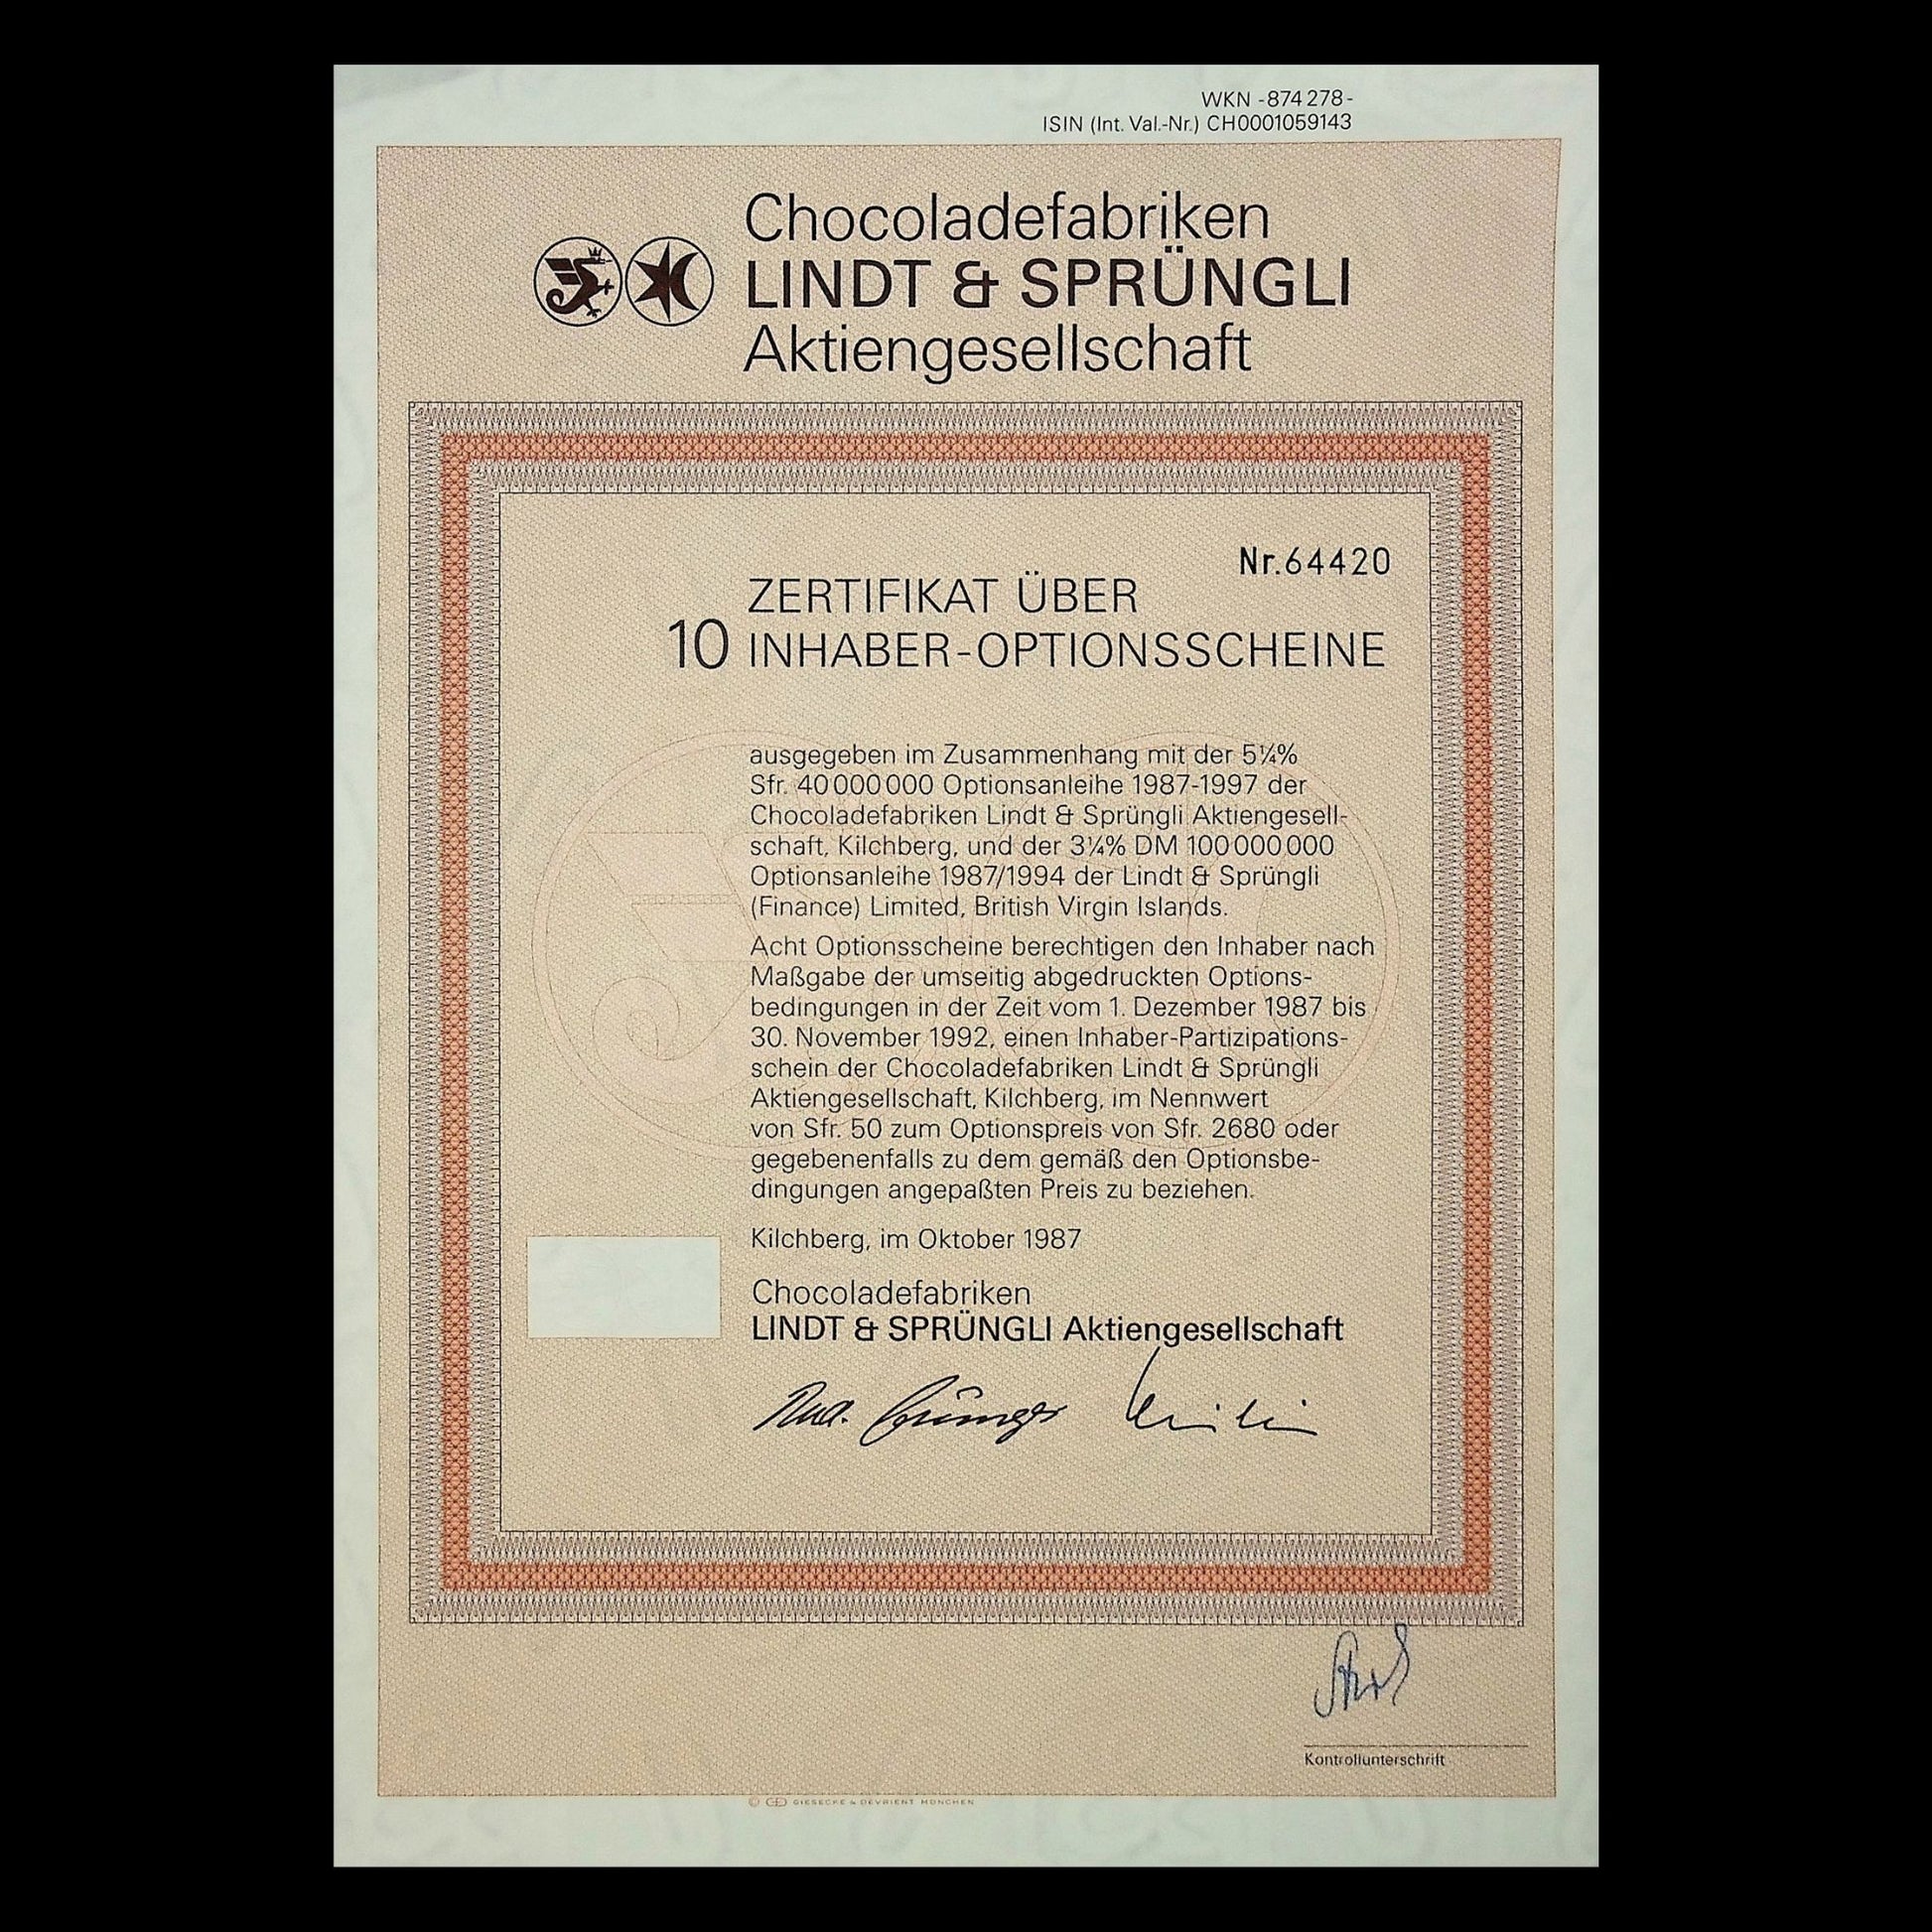 WKN -874 278-
ISIN (Int. Val.-Nr.) CH0001059143
Chocoladefabriken
LINDT & SPRÜNGLI
Aktiengesellschaft
Nr.64420
ZERTIFIKAT ÜBER
10 INHABER-OPTIONSSCHEINE
ausgegeben im Zusammenhang mit der 5¼%
Sfr. 40 000 000 Optionsanleihe 1987-1997 der
Chocoladefabriken Lindt & Sprüngli Aktiengesell-
schaft, Kilchberg, und der 3¼% DM 100 000 000
Optionsanleihe 1987/1994 der Lindt & Sprüngli
(Finance) Limited, British Virgin Islands.
Acht Optionsscheine berechtigen den Inhaber nach
Maßgabe der umseitig abgedruckten Options-
bedingungen in der Zeit vom 1. Dezember 1987 bis
30. November 1992, einen Inhaber-Partizipations-
schein der Chocoladefabriken Lindt & Sprüngli
Aktiengesellschaft, Kilchberg, im Nennwert
von Sfr. 50 zum Optionspreis von Sfr. 2680 oder
gegebenenfalls zu dem gemäß den Optionsbe-
dingungen angepaßten Preis zu beziehen.
Kilchberg, im Oktober 1987
Chocoladefabriken
LINDT & SPRÜNGLI Aktiengesellschaft
Kontrollunterschrift
© GD GIESECKE & DEVRIENT MÜNCHEN